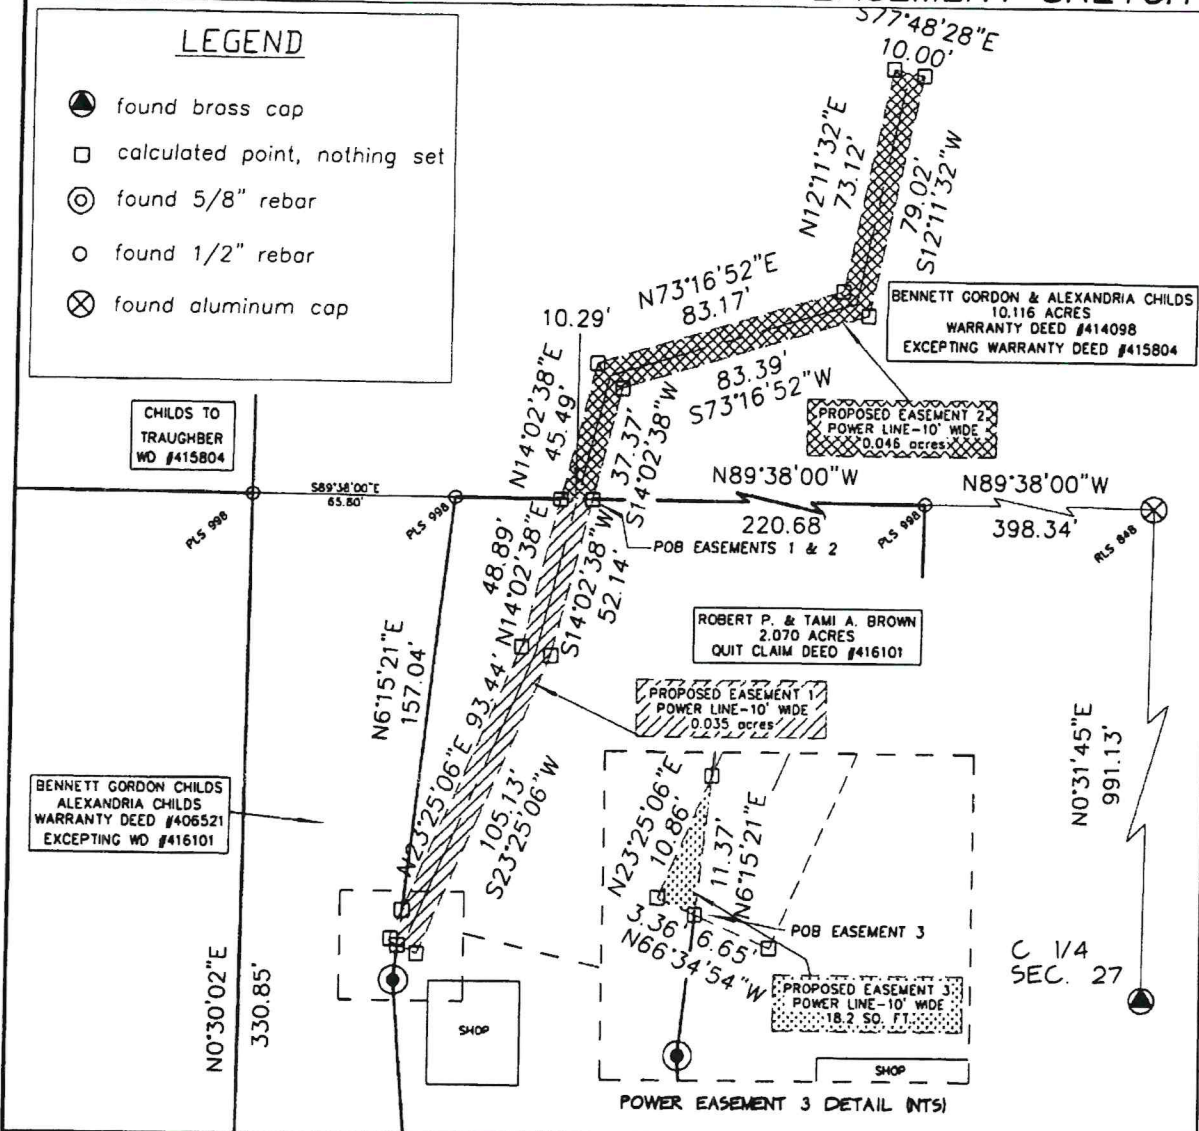 LEGEND
found brass cap
calculated point, nothing set
found 5/8" rebar
found 1/2" rebar
found aluminum cap
S77°48'28"E
10.00'
N12°11'32"E
73.12'
79.02'
S12°11'32"W
N73°16'52"E
83.17'
83.39'
S73°16'52"W
10.29'
BENNETT GORDON & ALEXANDRIA CHILDS
10.116 ACRES
WARRANTY DEED #414098
EXCEPTING WARRANTY DEED #415804
PROPOSED EASEMENT 2
POWER LINE-10' WIDE
0.046 acres
CHILDS TO
TRAUGHBER
WD #415804
N14°02'38"E
45.49'
37.37'
S14°02'38"W
S89°38'00"E
65.80'
PLS 998
PLS 998
N89°38'00"W
220.68'
PLS 998
N89°38'00"W
398.34'
RLS 848
POB EASEMENTS 1 & 2
48.89'
N14°02'38"E
S14°02'38"W
52.14'
ROBERT P. & TAMI A. BROWN
2.070 ACRES
QUIT CLAIM DEED #416101
PROPOSED EASEMENT 1
POWER LINE-10' WIDE
0.035 acres
N6°15'21"E
157.04'
N23°25'06"E 93.44'
105.13'
S23°25'06"W
N0°31'45"E
991.13'
BENNETT GORDON CHILDS
ALEXANDRIA CHILDS
WARRANTY DEED #406521
EXCEPTING WD #416101
N23°25'06"E
10.86'
11.37'
N6°15'21"E
3.36'
6.65'
N66°34'54"W
POB EASEMENT 3
PROPOSED EASEMENT 3
POWER LINE-10' WIDE
18.2 SO. FT.
C 1/4
SEC. 27
N0°30'02"E
330.85'
SHOP
SHOP
POWER EASEMENT 3 DETAIL (NTS)